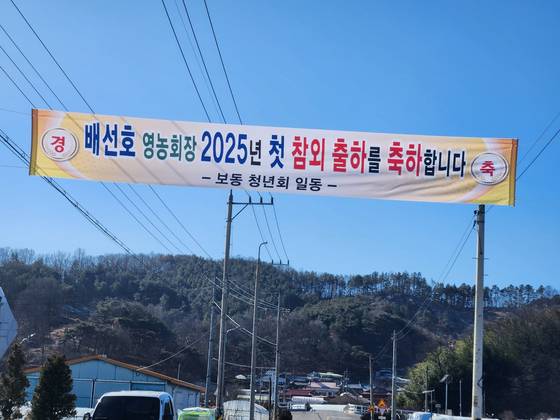 경 배선호 영농회장 2025년 첫 참외 출하를 축하합니다 축
- 보동 청년회 일동 -